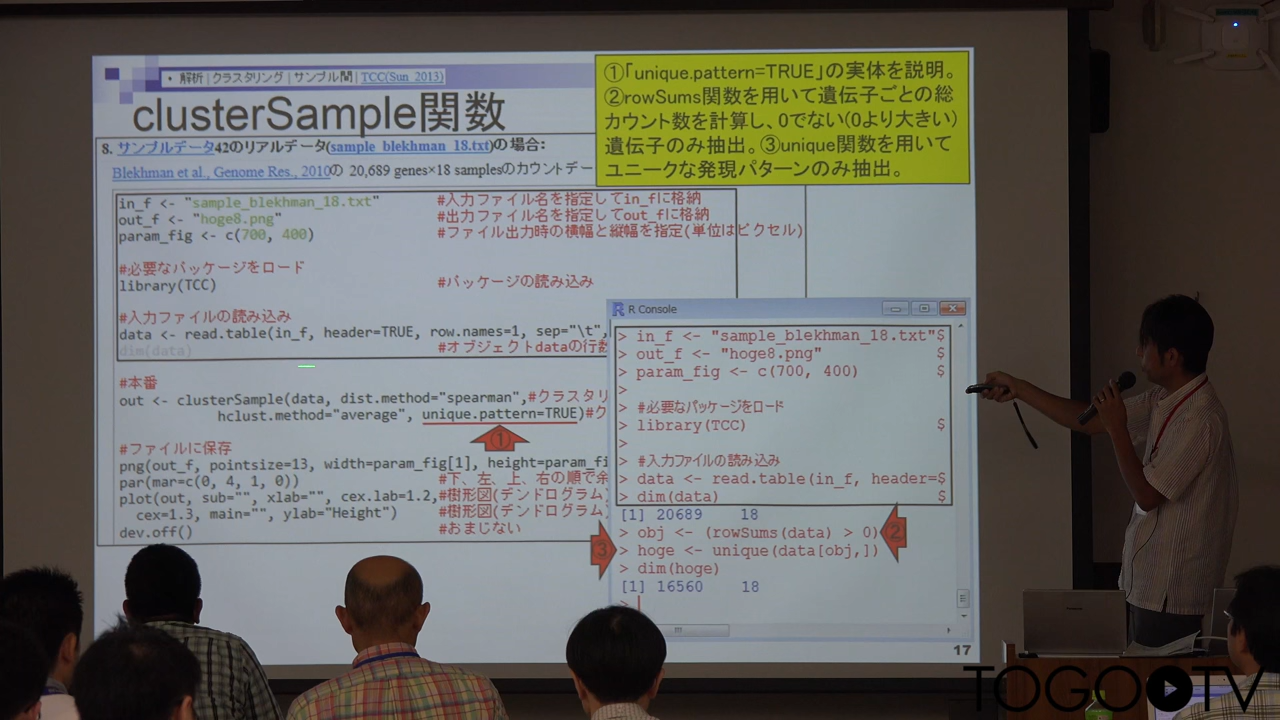 ・解析 | クラスタリング | サンプル間 | TCC(Sun_2013)
clusterSample関数
①「unique.pattern=TRUE」の実体を説明。
②rowSums関数を用いて遺伝子ごとの総
カウント数を計算し、0でない(0より大きい)
遺伝子のみ抽出。③unique関数を用いて
ユニークな発現パターンのみ抽出。
8. サンプルデータ42のリアルデータ(sample_blekhman_18.txt)の場合:
Blekhman et al., Genome Res., 2010の 20,689 genes×18 samplesのカウントデー
in_f <- "sample_blekhman_18.txt" #入力ファイル名を指定してin_fに格納
out_f <- "hoge8.png" #出力ファイル名を指定してout_fに格納
param_fig <- c(700, 400) #ファイル出力時の横幅と縦幅を指定(単位はピクセル)
#必要なパッケージをロード
library(TCC) #パッケージの読み込み
#入力ファイルの読み込み
data <- read.table(in_f, header=TRUE, row.names=1, sep="\t",
dim(data) #オブジェクトdataの行数
#本番
out <- clusterSample(data, dist.method="spearman",#クラスタリ
hclust.method="average", unique.pattern=TRUE)#ク
①
#ファイルに保存
png(out_f, pointsize=13, width=param_fig[1], height=param_fi
par(mar=c(0, 4, 1, 0)) #下、左、上、右の順で余
plot(out, sub="", xlab="", cex.lab=1.2,#樹形図(デンドログラム)
cex=1.3, main="", ylab="Height") #樹形図(デンドログラム
dev.off() #おまじない
R Console
> in_f <- "sample_blekhman_18.txt"$
> out_f <- "hoge8.png" $
> param_fig <- c(700, 400) $
>
> #必要なパッケージをロード
> library(TCC) $
>
> #入力ファイルの読み込み
> data <- read.table(in_f, header=$
> dim(data) $
[1] 20689 18
> obj <- (rowSums(data) > 0)
②
③
> hoge <- unique(data[obj,])
> dim(hoge)
[1] 16560 18
>
17
TOGO TV